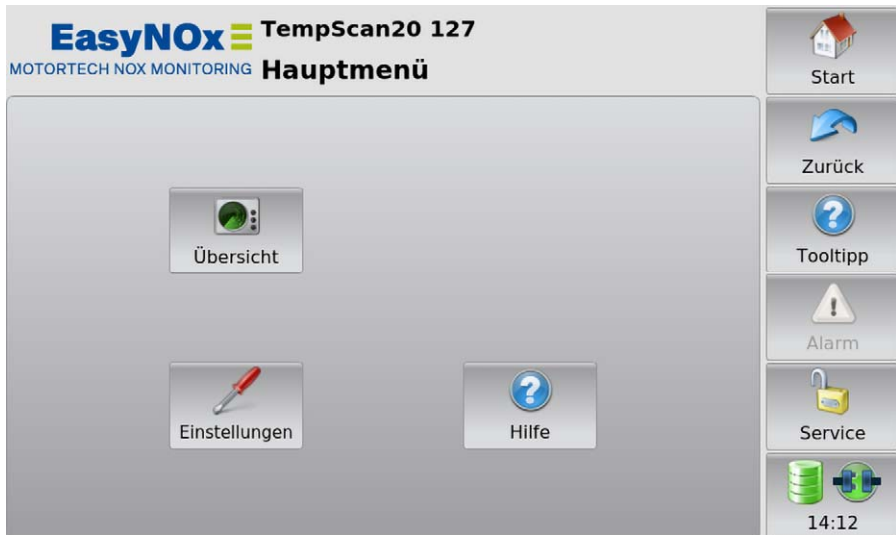 EasyNOx TempScan20 127
MOTORTECH NOX MONITORING Hauptmenü
Start
Zurück
Übersicht
Tooltipp
Alarm
Einstellungen
Hilfe
Service
14:12